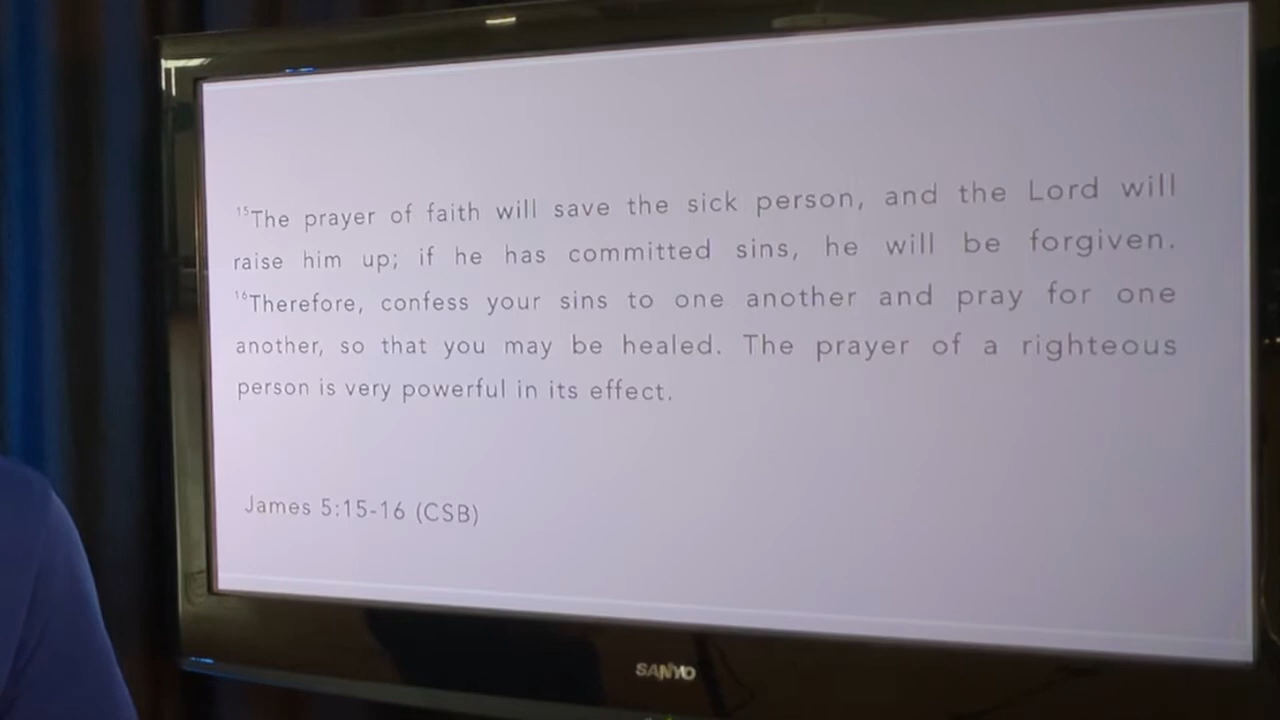 ¹⁵The prayer of faith will save the sick person, and the Lord will
raise him up; if he has committed sins, he will be forgiven.
¹⁶Therefore, confess your sins to one another and pray for one
another, so that you may be healed. The prayer of a righteous
person is very powerful in its effect.
James 5:15-16 (CSB)
SANYO